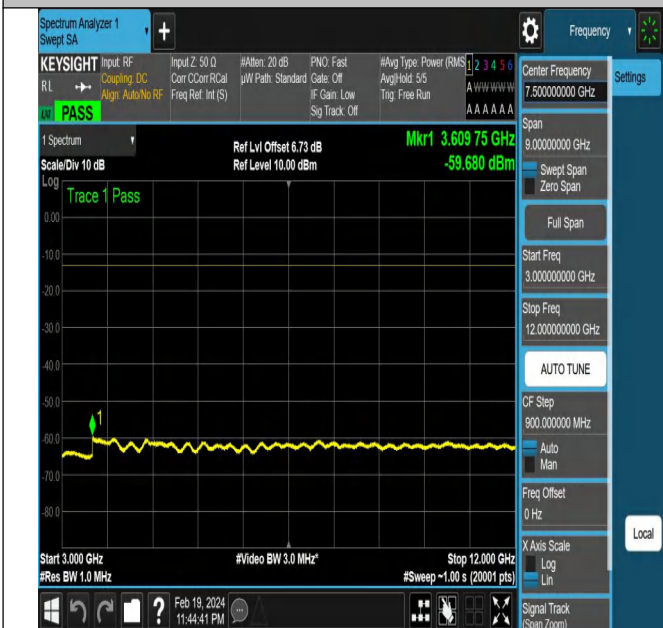 Spectrum Analyzer 1
Swept SA
+
Frequency
KEYSIGHT
RL
LNI
PASS
Input: RF
Coupling: DC
Align: Auto/No RF
Input Z: 50 Ω
Corr CCorr RCal
Freq Ref: Int (S)
#Atten: 20 dB
µW Path: Standard
PNO: Fast
Gate: Off
IF Gain: Low
Sig Track: Off
#Avg Type: Power (RMS
Avg|Hold: 5/5
Trig: Free Run
1 2 3 4 5 6
A W W W W W
A A A A A A
1 Spectrum
Scale/Div 10 dB
Ref Lvl Offset 6.73 dB
Ref Level 10.00 dBm
Mkr1 3.609 75 GHz
-59.680 dBm
Log
Trace 1 Pass
0.00
-10.0
-20.0
-30.0
-40.0
-50.0
-60.0
-70.0
-80.0
1
Start 3.000 GHz
#Res BW 1.0 MHz
#Video BW 3.0 MHz*
Stop 12.000 GHz
#Sweep ~1.00 s (20001 pts)
?
Feb 19, 2024
11:44:41 PM
Center Frequency
7.500000000 GHz
Settings
Span
9.00000000 GHz
Swept Span
Zero Span
Full Span
Start Freq
3.000000000 GHz
Stop Freq
12.000000000 GHz
AUTO TUNE
CF Step
900.000000 MHz
Auto
Man
Freq Offset
0 Hz
X Axis Scale
Log
Lin
Local
Signal Track
(Span Zoom)